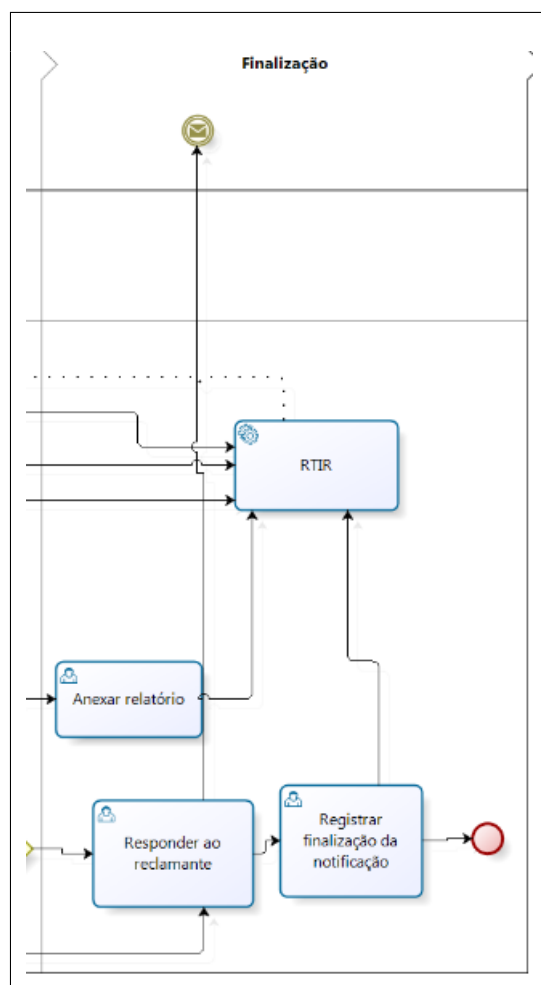 Finalização
RTIR
Anexar relatório
Responder ao
reclamante
Registrar
finalização da
notificação